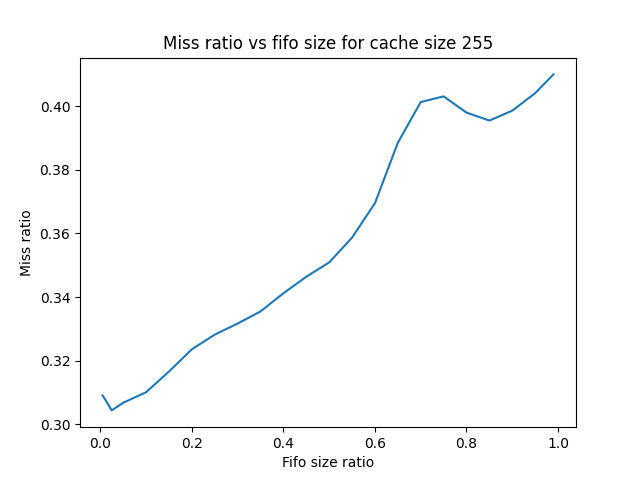 Miss ratio vs fifo size for cache size 255
0.40
0.38
0.36
0.34
0.32
0.30
Miss ratio
0.0 0.2 0.4 0.6 0.8 1.0
Fifo size ratio